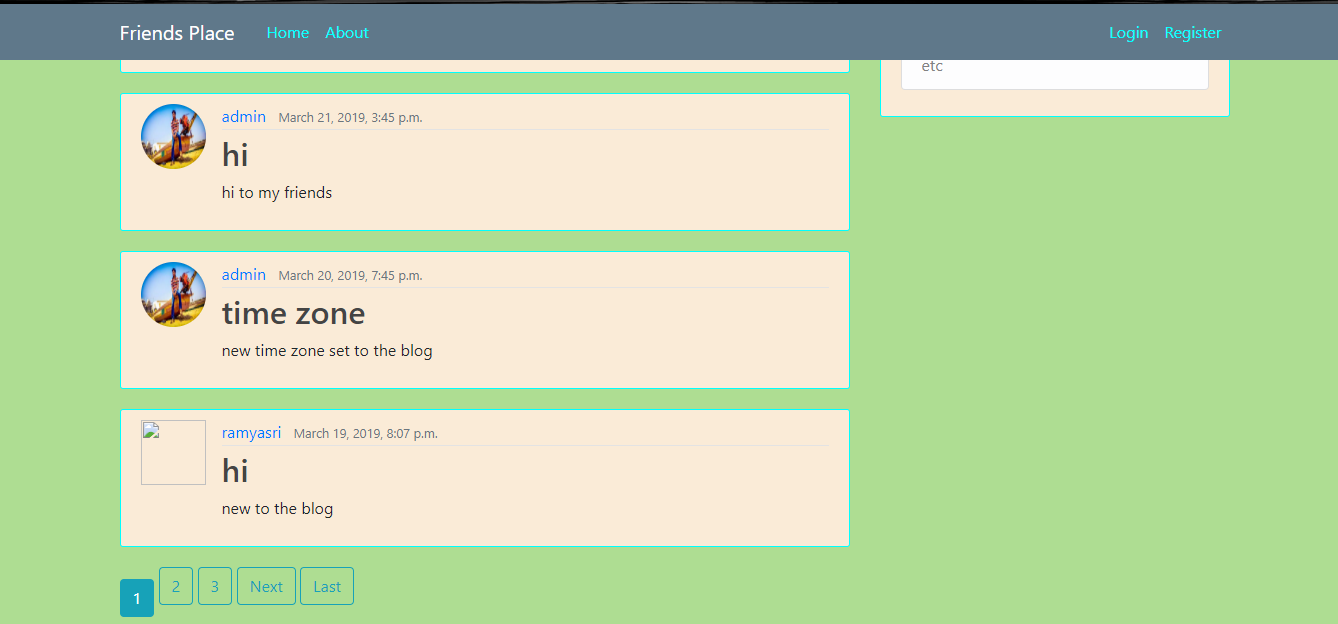 Friends Place Home About Login Register
etc
admin March 21, 2019, 3:45 p.m.
hi
hi to my friends
admin March 20, 2019, 7:45 p.m.
time zone
new time zone set to the blog
ramyasri March 19, 2019, 8:07 p.m.
hi
new to the blog
1 2 3 Next Last